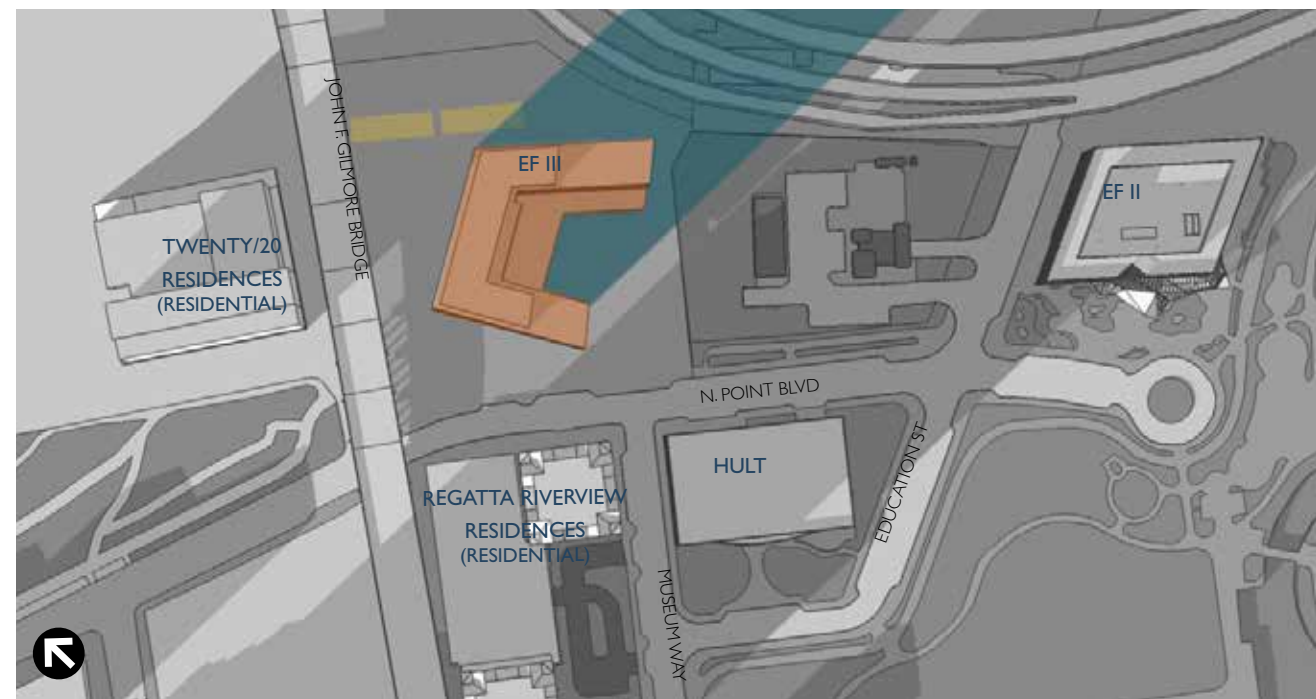 JOHN F. GILMORE BRIDGE
EF III
EF II
TWENTY/20
RESIDENCES
(RESIDENTIAL)
N. POINT BLVD
HULT
EDUCATION ST
REGATTA RIVERVIEW
RESIDENCES
(RESIDENTIAL)
MUSEUM WAY